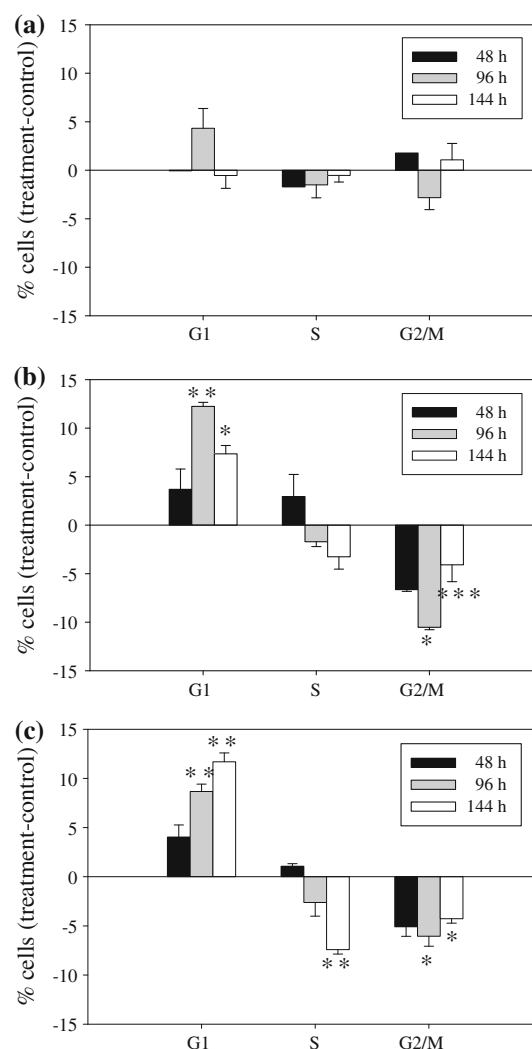 (a)
15
10
5
0
-5
-10
-15
% cells (treatment-control)
48 h
96 h
144 h
G1 S G2/M
(b)
15
10
5
0
-5
-10
-15
% cells (treatment-control)
48 h
96 h
144 h
**
*
*
***
G1 S G2/M
(c)
15
10
5
0
-5
-10
-15
% cells (treatment-control)
48 h
96 h
144 h
**
**
**
*
*
G1 S G2/M